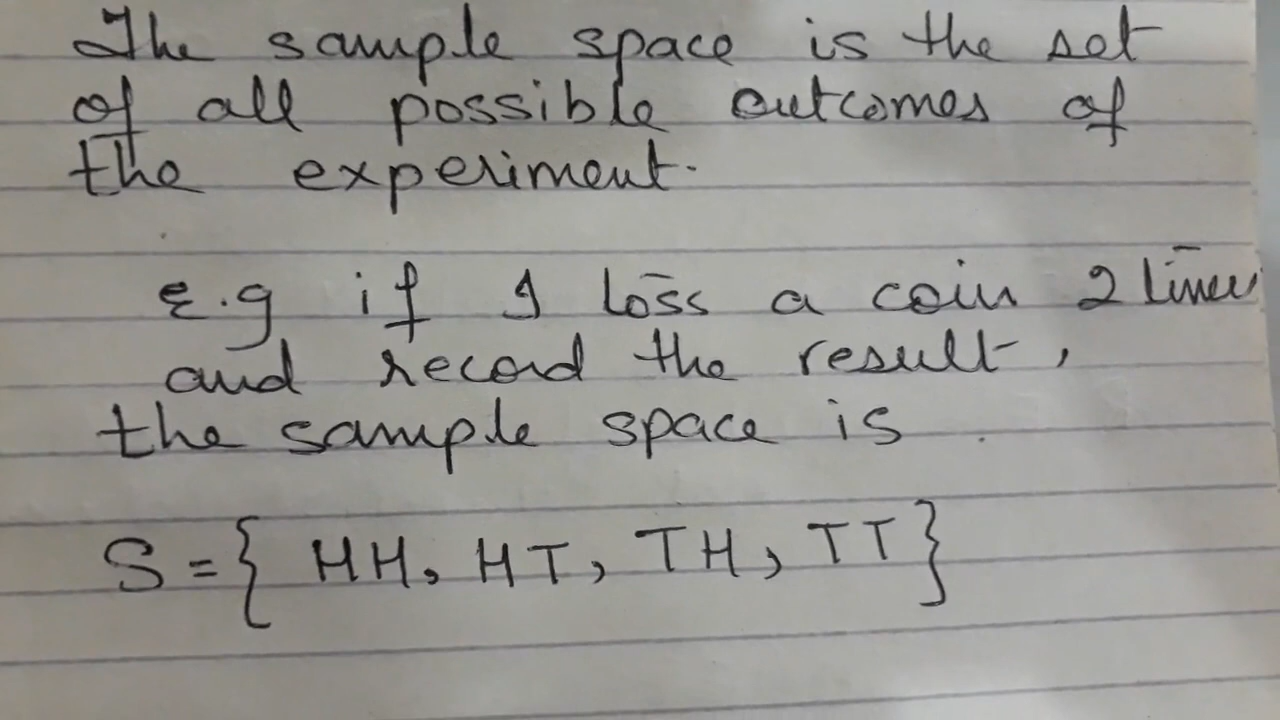 The sample space is the set
of all possible outcomes of
the experiment.
e.g if I toss a coin 2 times
and record the result,
the sample space is
S = { HH, HT, TH, TT }